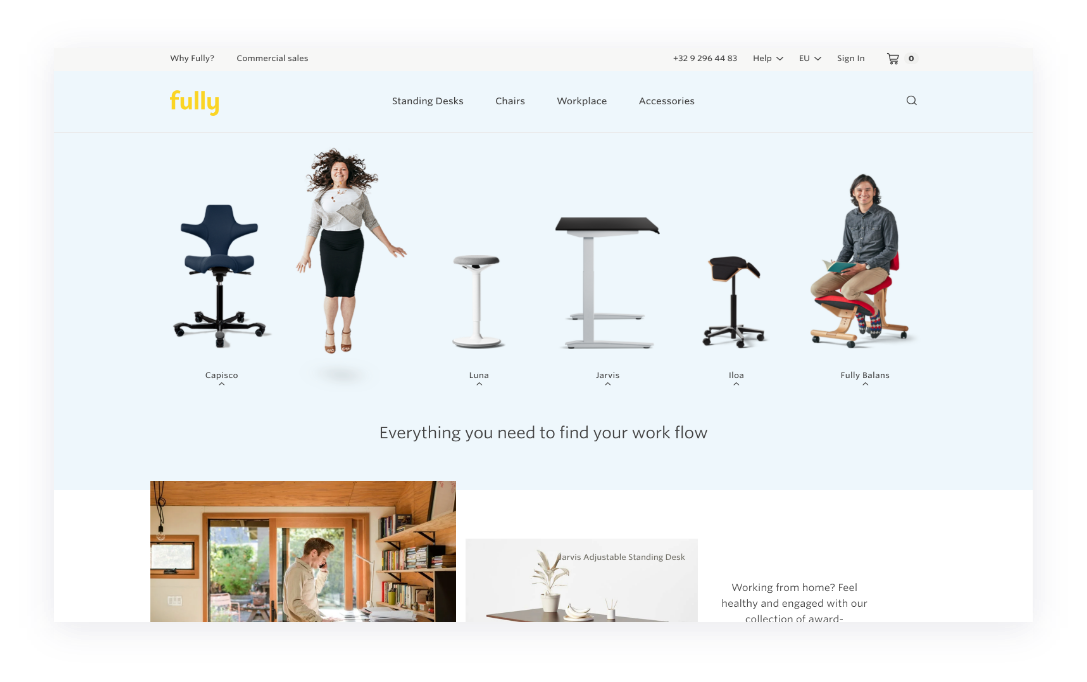 Why Fully? Commercial sales +32 9 296 44 83 Help EU Sign In 0
fully Standing Desks Chairs Workplace Accessories
Capisco Luna Jarvis Iloa Fully Balans
Everything you need to find your work flow
Jarvis Adjustable Standing Desk
Working from home? Feel
healthy and engaged with our
collection of award-